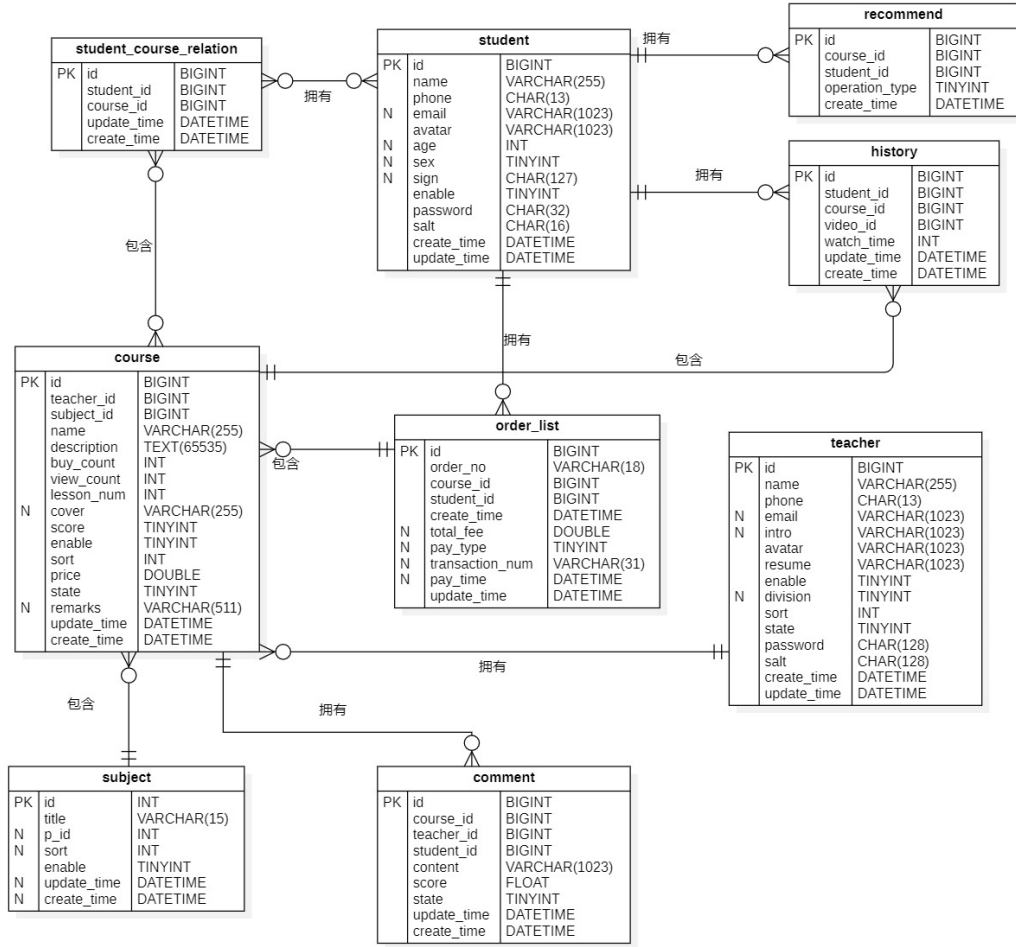 student_course_relation
PK id BIGINT
student_id BIGINT
course_id BIGINT
update_time DATETIME
create_time DATETIME
拥有
student
PK id BIGINT
name VARCHAR(255)
phone CHAR(13)
N email VARCHAR(1023)
avatar VARCHAR(1023)
N age INT
N sex TINYINT
N sign CHAR(127)
enable TINYINT
password CHAR(32)
salt CHAR(16)
create_time DATETIME
update_time DATETIME
拥有
recommend
PK id BIGINT
course_id BIGINT
student_id BIGINT
operation_type TINYINT
create_time DATETIME
拥有
history
PK id BIGINT
student_id BIGINT
course_id BIGINT
video_id BIGINT
watch_time INT
update_time DATETIME
create_time DATETIME
包含
拥有
包含
course
PK id BIGINT
teacher_id BIGINT
subject_id BIGINT
name VARCHAR(255)
description TEXT(65535)
buy_count INT
view_count INT
lesson_num INT
N cover VARCHAR(255)
score TINYINT
N enable TINYINT
sort INT
price DOUBLE
state TINYINT
N remarks VARCHAR(511)
update_time DATETIME
create_time DATETIME
包含
order_list
PK id BIGINT
order_no VARCHAR(18)
course_id BIGINT
student_id BIGINT
create_time DATETIME
N total_fee DOUBLE
N pay_type TINYINT
N transaction_num VARCHAR(31)
N pay_time DATETIME
update_time DATETIME
teacher
PK id BIGINT
name VARCHAR(255)
phone CHAR(13)
N email VARCHAR(1023)
N intro VARCHAR(1023)
avatar VARCHAR(1023)
resume VARCHAR(1023)
enable TINYINT
N division TINYINT
sort INT
state TINYINT
password CHAR(128)
salt CHAR(128)
create_time DATETIME
update_time DATETIME
拥有
包含
拥有
subject
PK id INT
title VARCHAR(15)
N p_id INT
N sort INT
enable TINYINT
N update_time DATETIME
N create_time DATETIME
comment
PK id BIGINT
course_id BIGINT
teacher_id BIGINT
student_id BIGINT
content VARCHAR(1023)
score FLOAT
state TINYINT
update_time DATETIME
create_time DATETIME